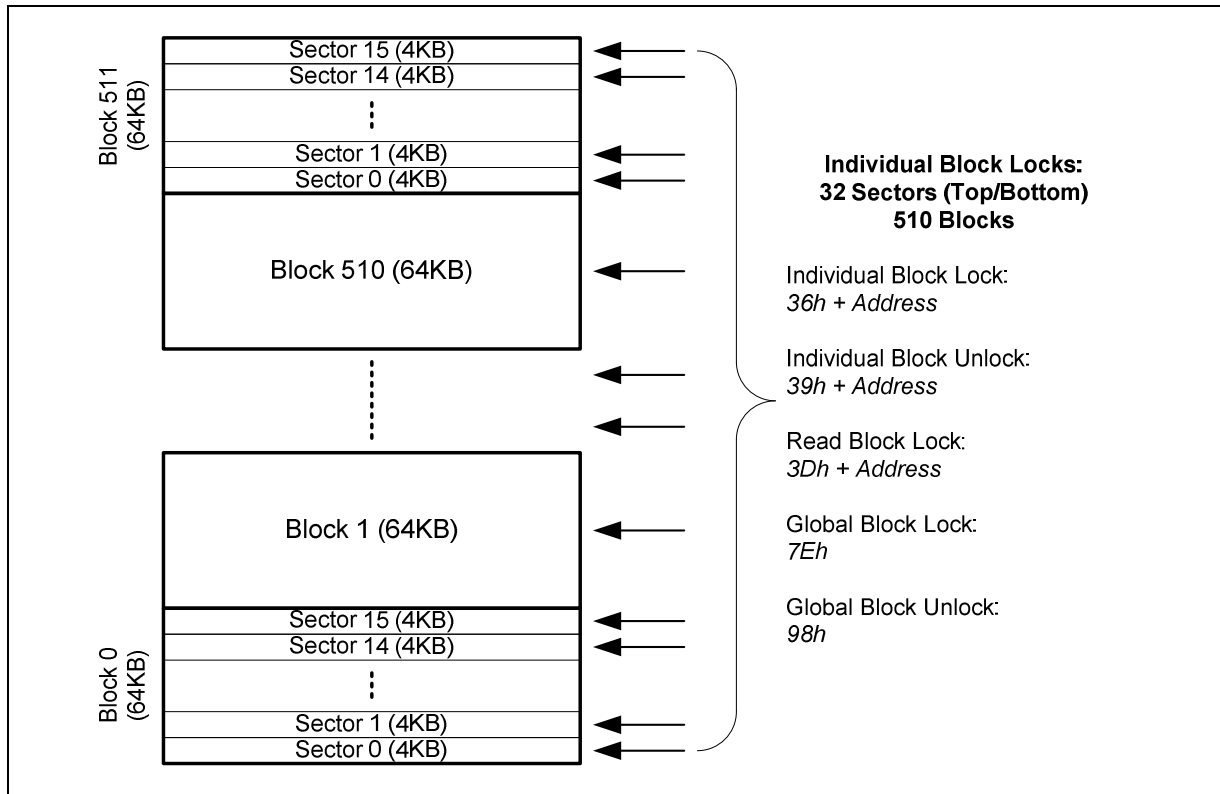 Block 511
(64KB)
Sector 15 (4KB)
Sector 14 (4KB)
Sector 1 (4KB)
Sector 0 (4KB)
Block 510 (64KB)
Block 1 (64KB)
Block 0
(64KB)
Sector 15 (4KB)
Sector 14 (4KB)
Sector 1 (4KB)
Sector 0 (4KB)
Individual Block Locks:
32 Sectors (Top/Bottom)
510 Blocks
Individual Block Lock:
36h + Address
Individual Block Unlock:
39h + Address
Read Block Lock:
3Dh + Address
Global Block Lock:
7Eh
Global Block Unlock:
98h